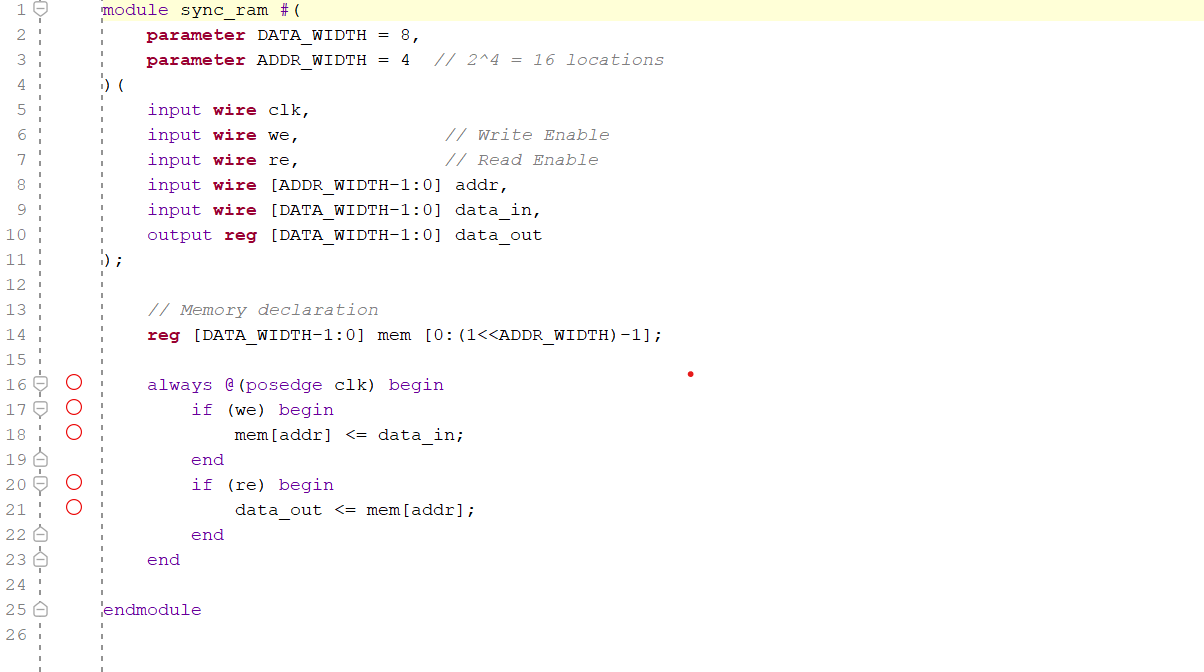 1 module sync_ram #(
2     parameter DATA_WIDTH = 8,
3     parameter ADDR_WIDTH = 4  // 2^4 = 16 locations
4 )(
5     input wire clk,
6     input wire we,             // Write Enable
7     input wire re,             // Read Enable
8     input wire [ADDR_WIDTH-1:0] addr,
9     input wire [DATA_WIDTH-1:0] data_in,
10     output reg [DATA_WIDTH-1:0] data_out
11 );
12
13     // Memory declaration
14     reg [DATA_WIDTH-1:0] mem [0:(1<<ADDR_WIDTH)-1];
15
16     always @(posedge clk) begin
17         if (we) begin
18             mem[addr] <= data_in;
19         end
20         if (re) begin
21             data_out <= mem[addr];
22         end
23     end
24
25 endmodule
26